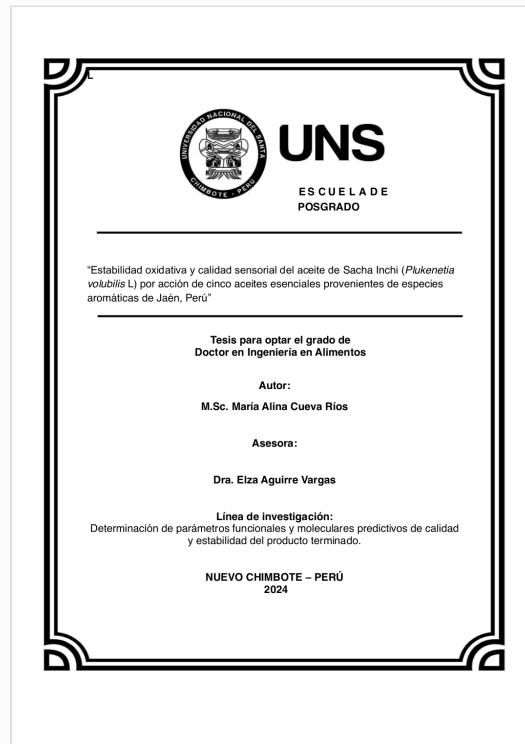 L
UNIVERSIDAD NACIONAL DEL SANTA
CHIMBOTE - PERÚ
UNS
ESCUELA DE
POSGRADO
"Estabilidad oxidativa y calidad sensorial del aceite de Sacha Inchi (Plukenetia
volubilis L) por acción de cinco aceites esenciales provenientes de especies
aromáticas de Jaén, Perú"
Tesis para optar el grado de
Doctor en Ingeniería en Alimentos
Autor:
M.Sc. María Alina Cueva Ríos
Asesora:
Dra. Elza Aguirre Vargas
Línea de investigación:
Determinación de parámetros funcionales y moleculares predictivos de calidad
y estabilidad del producto terminado.
NUEVO CHIMBOTE – PERÚ
2024